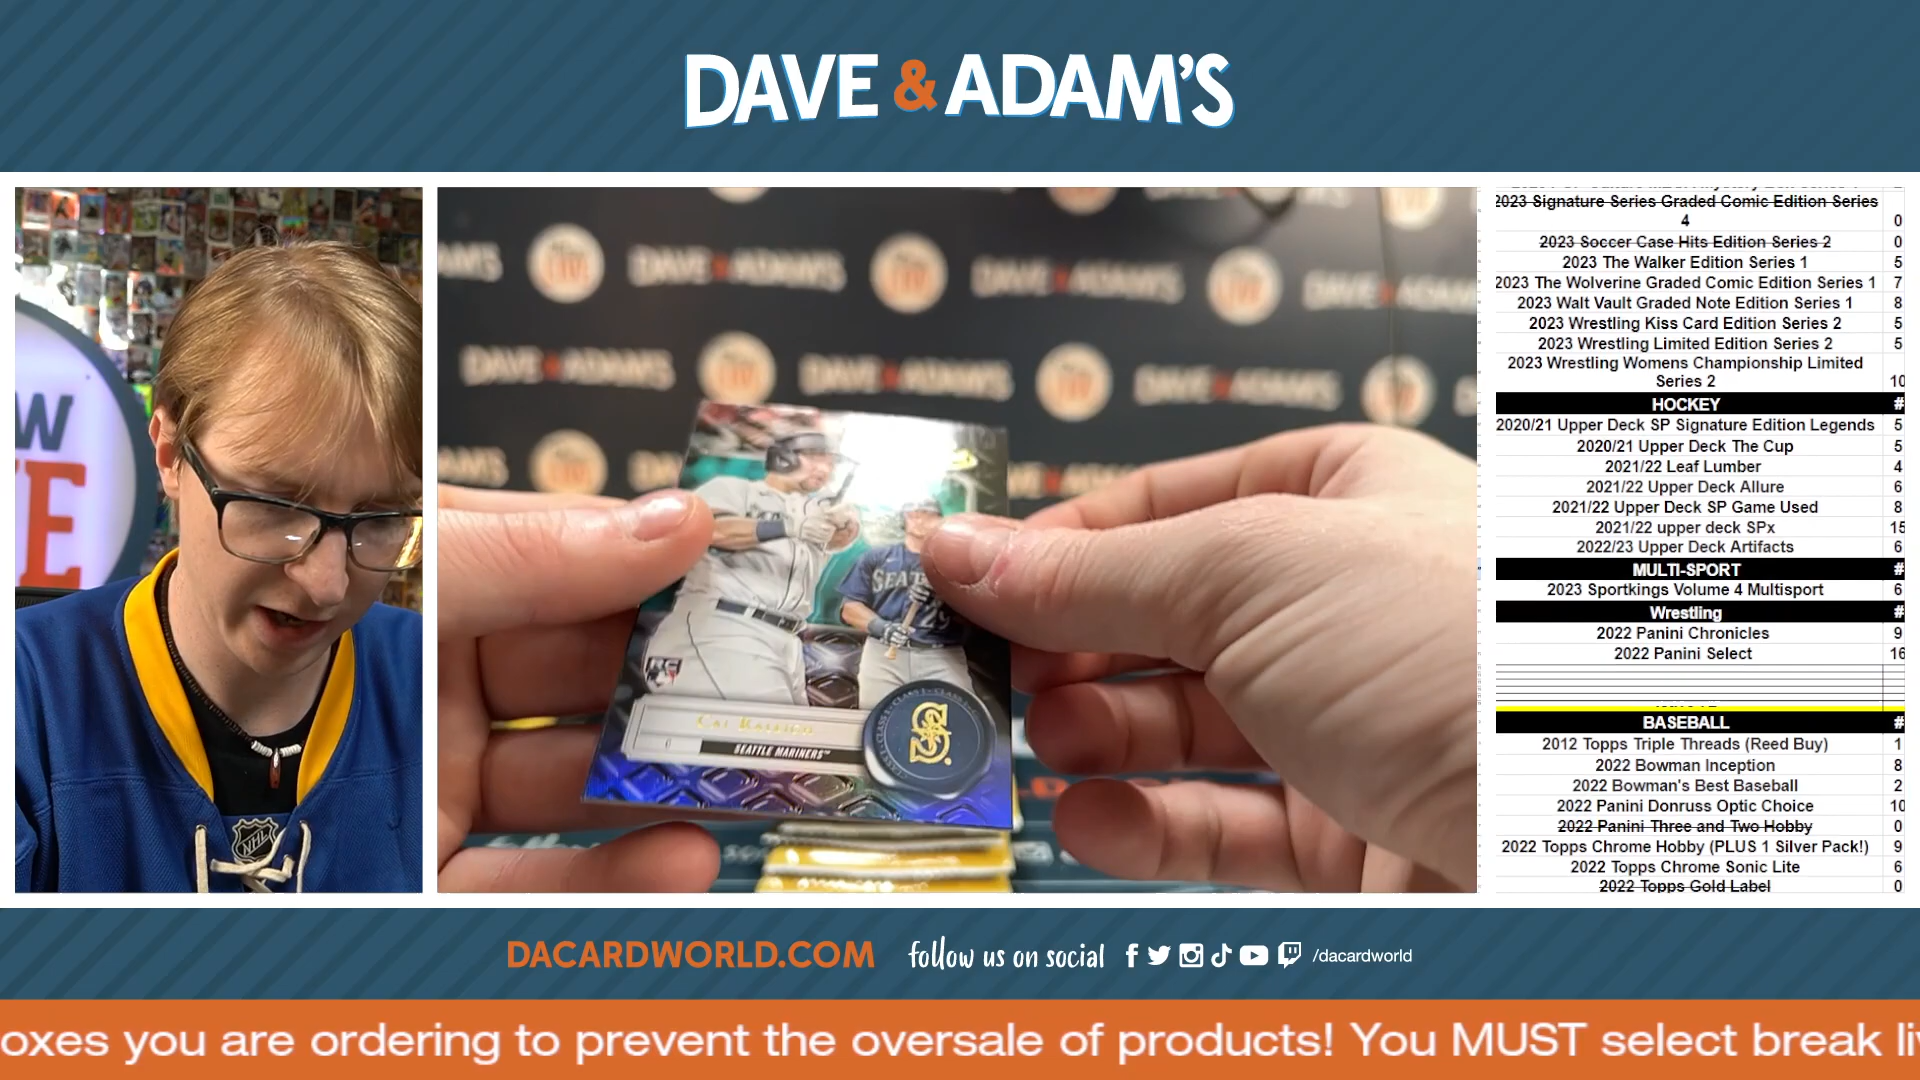 DAVE & ADAM'S
2023 Signature Series Graded Comic Edition Series 4 0
2023 Soccer Case Hits Edition Series 2 0
2023 The Walker Edition Series 1 5
2023 The Wolverine Graded Comic Edition Series 1 7
2023 Walt Vault Graded Note Edition Series 1 8
2023 Wrestling Kiss Card Edition Series 2 5
2023 Wrestling Limited Edition Series 2 5
2023 Wrestling Womens Championship Limited Series 2 10
HOCKEY #
2020/21 Upper Deck SP Signature Edition Legends 5
2020/21 Upper Deck The Cup 5
2021/22 Leaf Lumber 4
2021/22 Upper Deck Allure 6
2021/22 Upper Deck SP Game Used 8
2021/22 upper deck SPx 15
2022/23 Upper Deck Artifacts 6
MULTI-SPORT #
2023 Sportkings Volume 4 Multisport 6
Wrestling #
2022 Panini Chronicles 9
2022 Panini Select 16
BASEBALL #
2012 Topps Triple Threads (Reed Buy) 1
2022 Bowman Inception 8
2022 Bowman's Best Baseball 2
2022 Panini Donruss Optic Choice 10
2022 Panini Three and Two Hobby 0
2022 Topps Chrome Hobby (PLUS 1 Silver Pack!) 9
2022 Topps Chrome Sonic Lite 6
2022 Topps Gold Label 0
DAVE & ADAM'S
SEAT
CAL RALEIGH
SEATTLE MARINERS™
CLASS 1
NHL
DACARDWORLD.COM follow us on social /dacardworld
oxes you are ordering to prevent the oversale of products! You MUST select break li